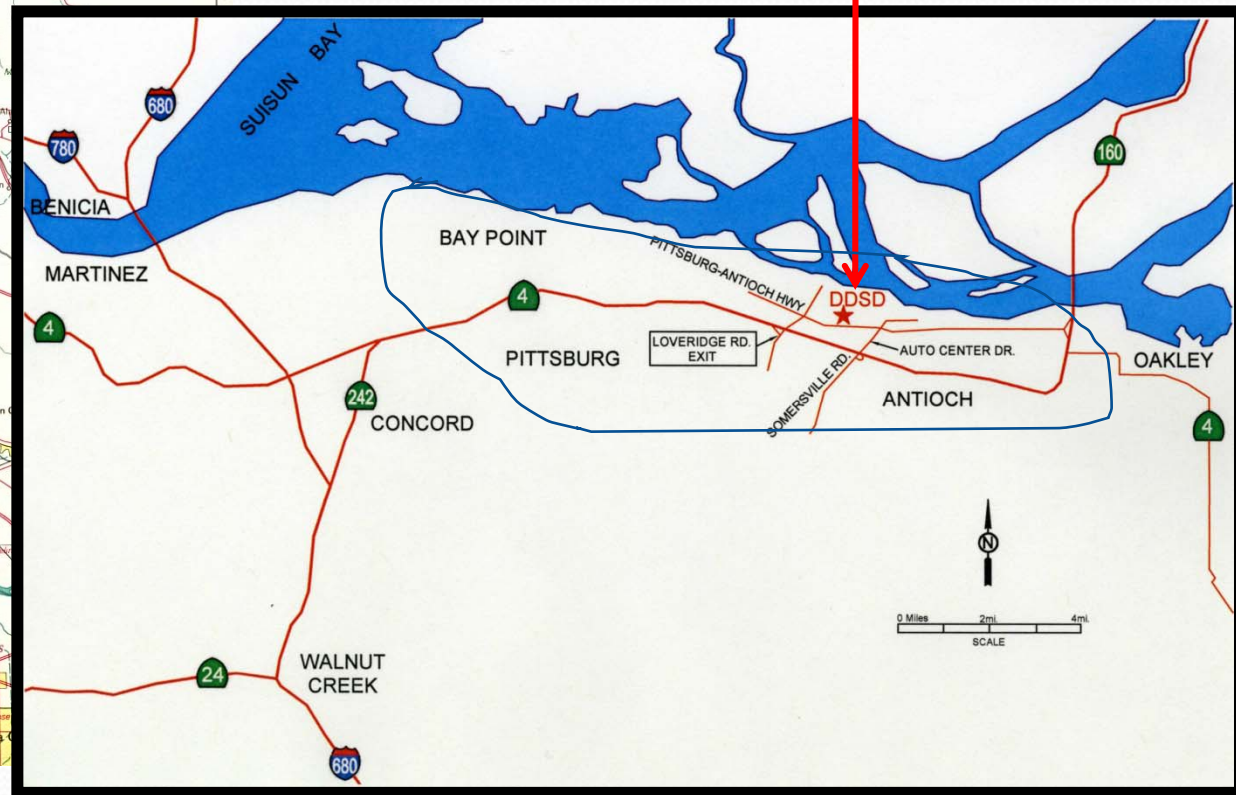 SUISUN BAY
680
780
160
BENICIA
BAY POINT
PITTSBURG-ANTIOCH HWY
MARTINEZ
4
DDSD
4
LOVERIDGE RD.
EXIT
AUTO CENTER DR.
PITTSBURG
OAKLEY
SOMERSVILLE RD.
ANTIOCH
242
CONCORD
4
N
0 Miles 2mi. 4mi.
SCALE
WALNUT
CREEK
24
680